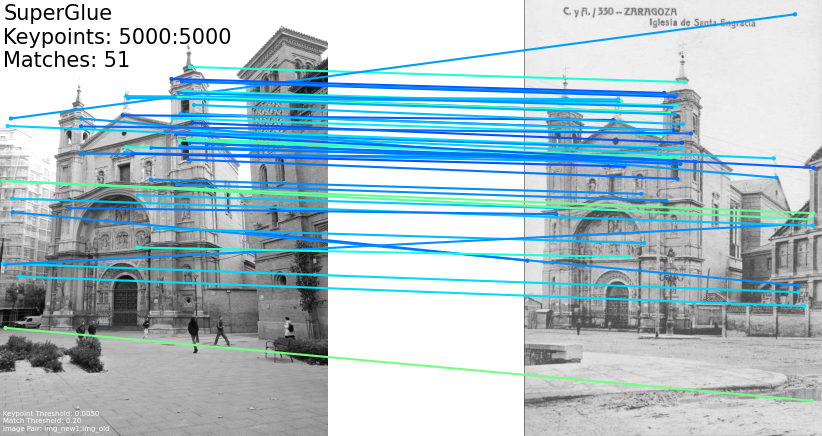 SuperGlue
Keypoints: 5000:5000
Matches: 51
C. y A. / 330 - ZARAGOZA
Iglesia de Santa Engracia
Keypoint Threshold: 0.0050
Match Threshold: 0.20
Image Pair: img_new1:img_old